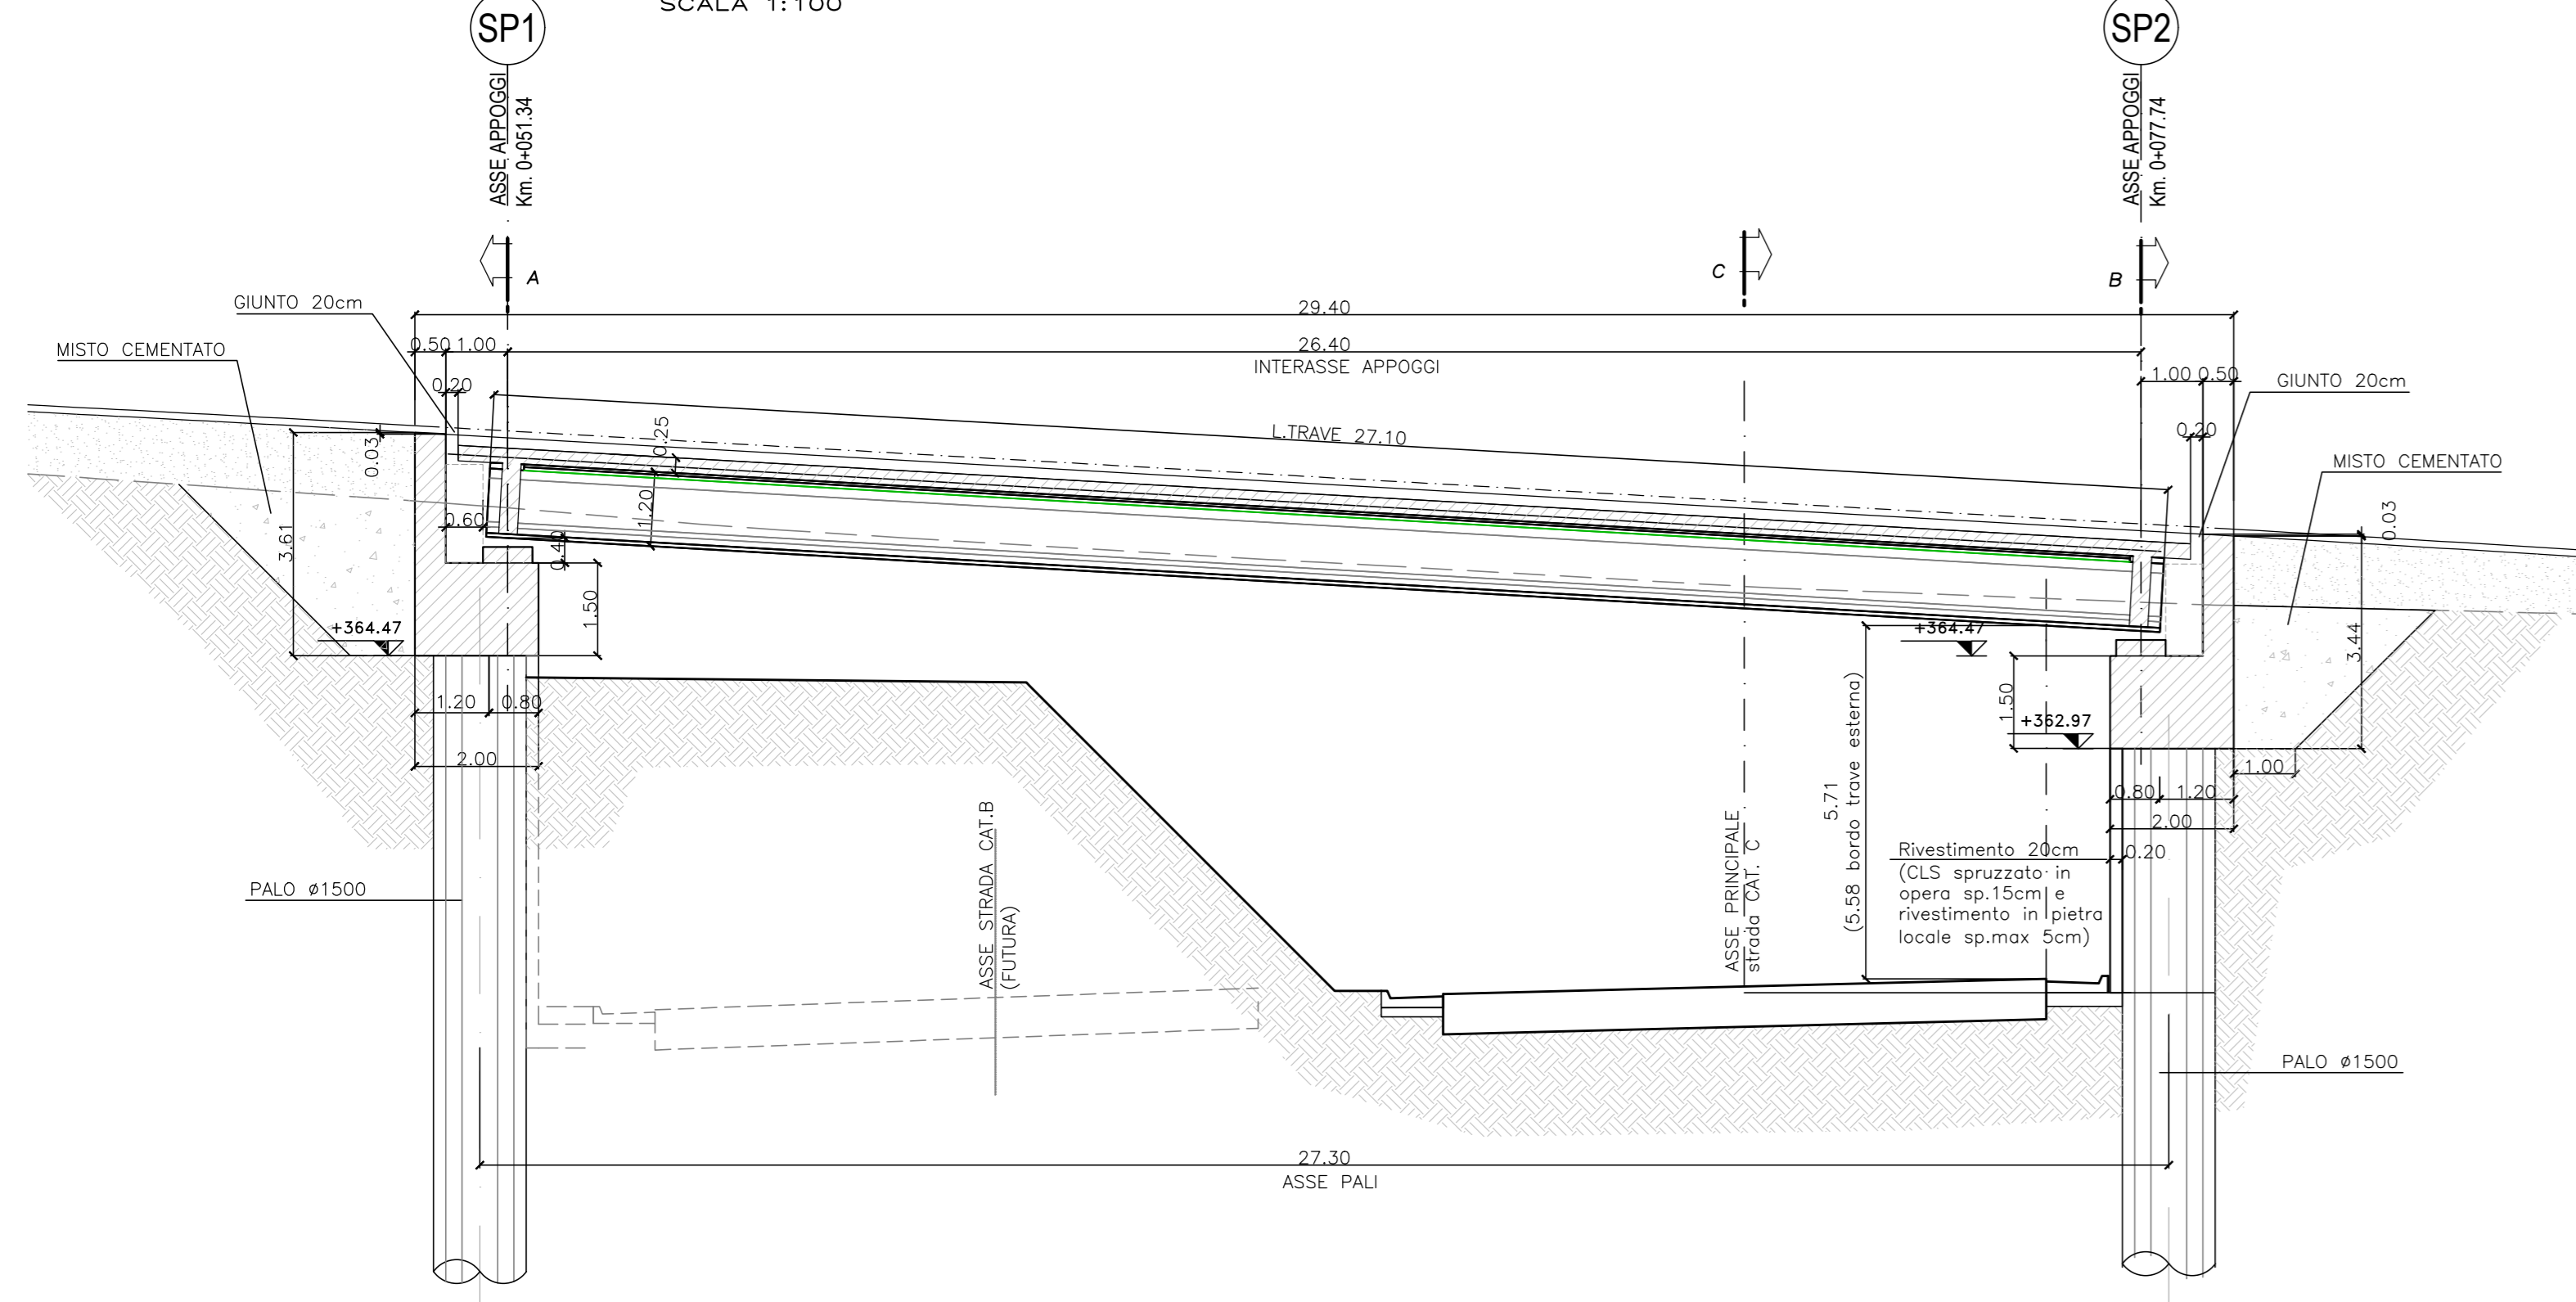 SCALA 1:100
SP1
SP2
ASSE APPOGGI
Km. 0+051.34
ASSE APPOGGI
Km. 0+077.74
A
C
B
GIUNTO 20cm
29.40
MISTO CEMENTATO
0.50
1.00
26.40
INTERASSE APPOGGI
1.00
0.50
GIUNTO 20cm
0.20
0.25
L.TRAVE 27.10
0.20
0.03
MISTO CEMENTATO
1.20
0.60
0.03
3.61
0.40
1.50
+364.47
+364.47
3.44
1.20
0.80
1.50
+362.97
2.00
1.00
5.71
(5.58 bordo trave esterna)
0.80
1.20
2.00
ASSE STRADA CAT.B
(FUTURA)
ASSE PRINCIPALE
strada CAT. C
Rivestimento 20cm
(CLS spruzzato in
opera sp.15cm e
rivestimento in pietra
locale sp.max 5cm)
0.20
PALO ø1500
PALO ø1500
27.30
ASSE PALI